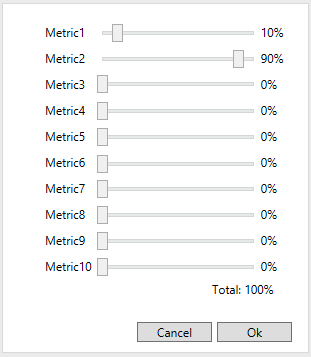 Metric1 10%
Metric2 90%
Metric3 0%
Metric4 0%
Metric5 0%
Metric6 0%
Metric7 0%
Metric8 0%
Metric9 0%
Metric10 0%
Total: 100%
Cancel Ok